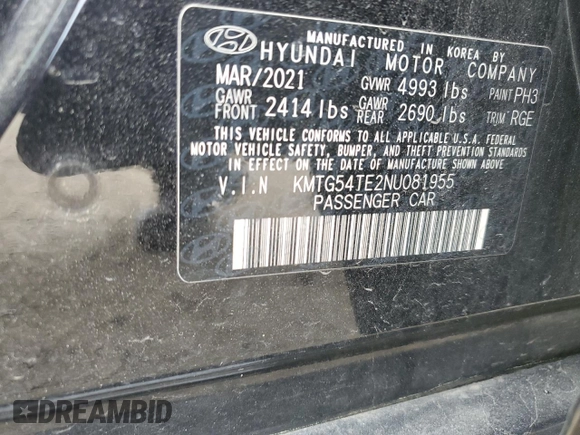 MANUFACTURED IN KOREA BY
HYUNDAI MOTOR COMPANY
MAR/2021 GVWR 4993 lbs PAINT PH3
GAWR FRONT 2414 lbs GAWR REAR 2690 lbs TRIM RGE
THIS VEHICLE CONFORMS TO ALL APPLICABLE U.S.A. FEDERAL
MOTOR VEHICLE SAFETY, BUMPER, AND THEFT PREVENTION STANDARDS
IN EFFECT ON THE DATE OF MANUFACTURE SHOWN ABOVE
V.I.N KMTG54TE2NU081955
PASSENGER CAR
DREAMBID